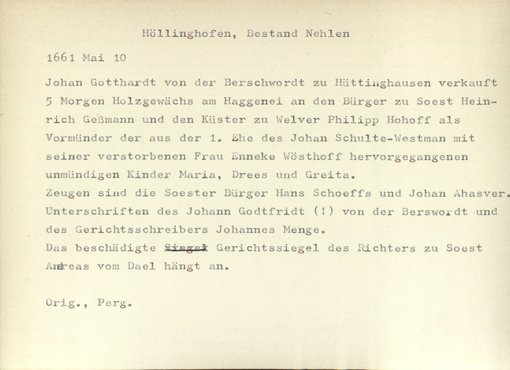 Höllinghofen, Bestand Nehlen
1661 Mai 10
Johan Gotthardt von der Berschwordt zu Hüttinghausen verkauft
5 Morgen Holzgewächs am Haggenei an den Bürger zu Soest Hein-
rich Geßmann und den Küster zu Welver Philipp Hohoff als
Vormünder der aus der 1. Ehe des Johan Schulte-Westman mit
seiner verstorbenen Frau Enneke Wösthoff hervorgegangenen
unmündigen Kinder Maria, Drees und Greita.
Zeugen sind die Soester Bürger Hans Schoeffs und Johan Ahasver.
Unterschriften des Johann Godtfridt (!) von der Berswordt und
des Gerichtsschreibers Johannes Menge.
Das beschädigte Siegel Gerichtssiegel des Richters zu Soest
Andreas vom Dael hängt an.
Orig., Perg.